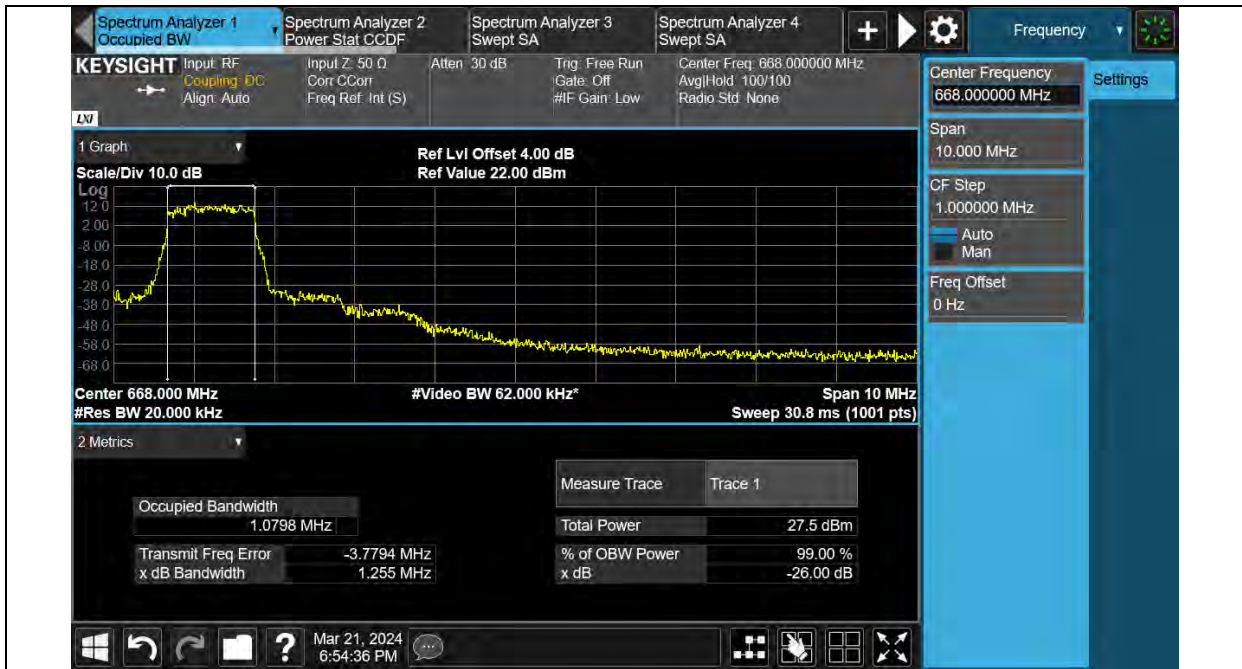 Spectrum Analyzer 1
Occupied BW
Spectrum Analyzer 2
Power Stat CCDF
Spectrum Analyzer 3
Swept SA
Spectrum Analyzer 4
Swept SA
+
Frequency
KEYSIGHT
LXI
Input: RF
Coupling: DC
Align: Auto
Input Z: 50 Ω
Corr CCorr
Freq Ref: Int (S)
Atten: 30 dB
Trig: Free Run
Gate: Off
#IF Gain: Low
Center Freq: 668.000000 MHz
Avg|Hold: 100/100
Radio Std: None
Center Frequency
668.000000 MHz
Settings
Span
10.000 MHz
CF Step
1.000000 MHz
Auto
Man
Freq Offset
0 Hz
1 Graph
Scale/Div 10.0 dB
Ref Lvl Offset 4.00 dB
Ref Value 22.00 dBm
Log
12.0
2.00
-8.00
-18.0
-28.0
-38.0
-48.0
-58.0
-68.0
Center 668.000 MHz
#Video BW 62.000 kHz*
Span 10 MHz
#Res BW 20.000 kHz
Sweep 30.8 ms (1001 pts)
2 Metrics
Measure Trace Trace 1
Occupied Bandwidth
1.0798 MHz
Total Power 27.5 dBm
Transmit Freq Error -3.7794 MHz
% of OBW Power 99.00 %
x dB Bandwidth 1.255 MHz
x dB -26.00 dB
?
Mar 21, 2024
6:54:36 PM